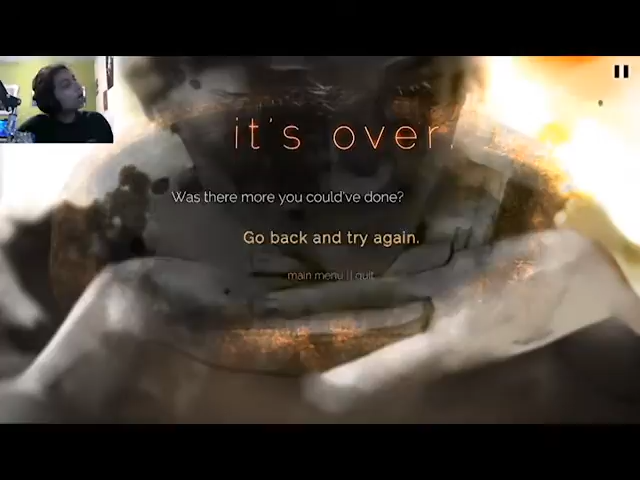 it's over.
Was there more you could've done?
Go back and try again.
main menu || quit